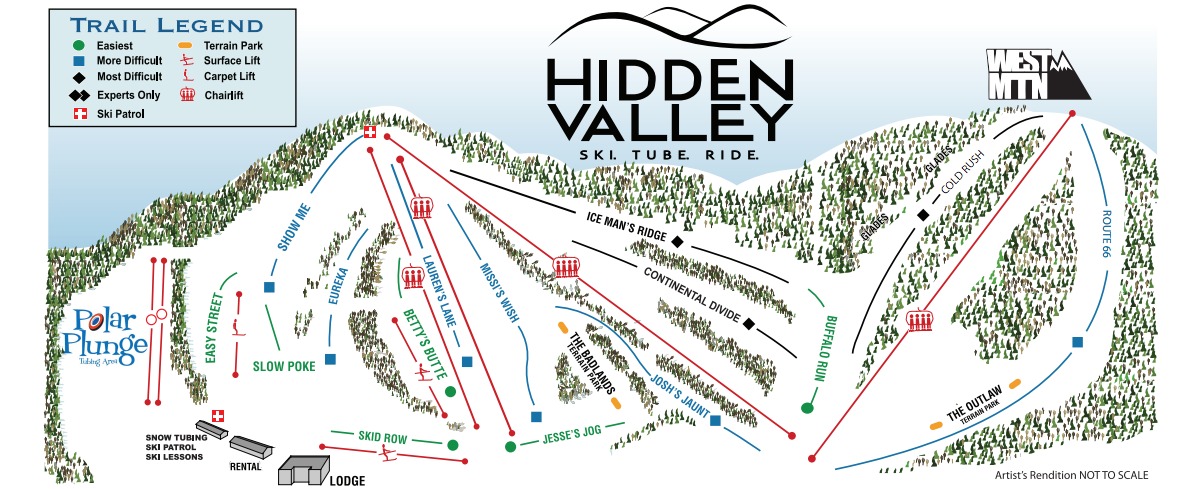 TRAIL LEGEND
Easiest
More Difficult
Most Difficult
Experts Only
Ski Patrol
Terrain Park
Surface Lift
Carpet Lift
Chairlift
HIDDEN
VALLEY
SKI. TUBE. RIDE.
WEST
MTN
GLADES
COLD RUSH
GLADES
ROUTE 66
SHOW ME
EUREKA
LAUREN'S LANE
MISSI'S WISH
ICE MAN'S RIDGE
CONTINENTAL DIVIDE
BUFFALO RUN
Polar
Plunge
Tubing Area
EASY STREET
SLOW POKE
BETTY'S BUTTE
THE BADLANDS
TERRAIN PARK
JOSH'S JAUNT
THE OUTLAW
TERRAIN PARK
SKID ROW
JESSE'S JOG
SNOW TUBING
SKI PATROL
SKI LESSONS
RENTAL
LODGE
Artist's Rendition NOT TO SCALE